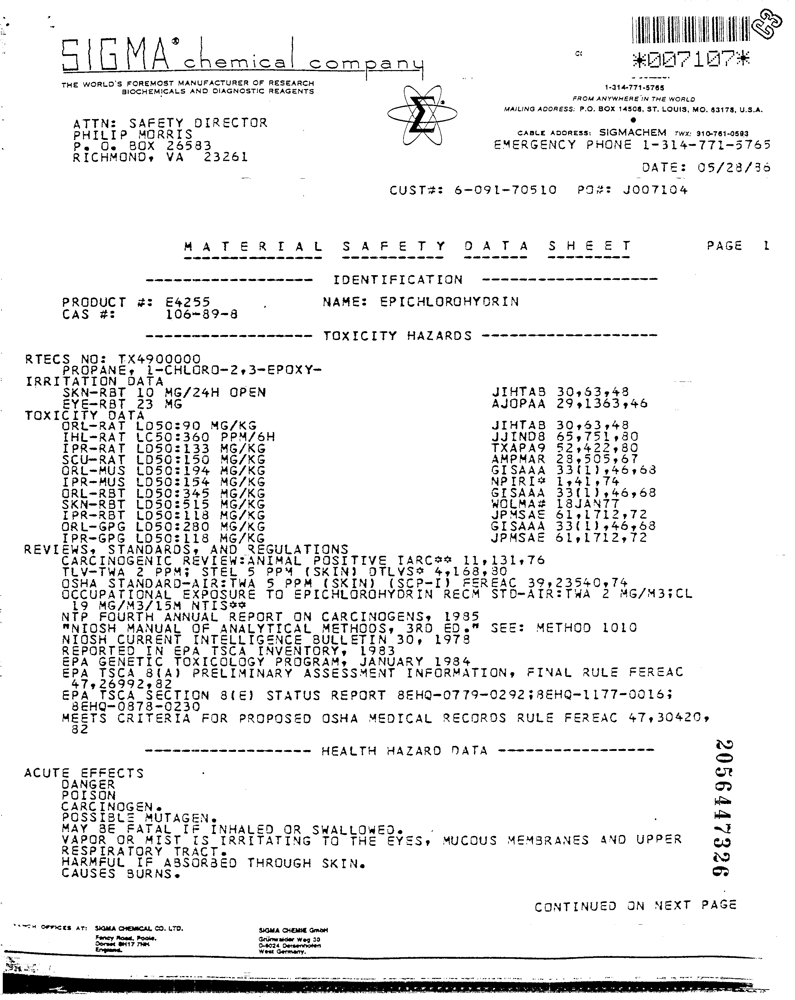 C3
SIGMA® chemical company
*007107*
THE WORLD'S FOREMOST MANUFACTURER OF RESEARCH
BIOCHEMICALS AND DIAGNOSTIC REAGENTS
1-314-771-5765
FROM ANYWHERE IN THE WORLD
MAILING ADDRESS: P.O. BOX 14508, ST. LOUIS, MO. 63178, U.S.A.
Σ
CABLE ADDRESS: SIGMACHEM TWX: 910-761-0593
EMERGENCY PHONE 1-314-771-5765
ATTN: SAFETY DIRECTOR
PHILIP MORRIS
P. O. BOX 26583
RICHMOND, VA 23261
DATE: 05/28/86
CUST#: 6-091-70510 PO#: J007104
MATERIAL SAFETY DATA SHEET PAGE 1
------------------ IDENTIFICATION ------------------
PRODUCT #: E4255 NAME: EPICHLOROHYDRIN
CAS #: 106-89-8
------------------ TOXICITY HAZARDS ------------------
RTECS NO: TX4900000
PROPANE, 1-CHLORO-2,3-EPOXY-
IRRITATION DATA
SKN-RBT 10 MG/24H OPEN JIHTAB 30,63,48
EYE-RBT 23 MG AJOPAA 29,1363,46
TOXICITY DATA
ORL-RAT LD50:90 MG/KG JIHTAB 30,63,48
IHL-RAT LC50:360 PPM/6H JJIND8 65,751,80
IPR-RAT LD50:133 MG/KG TXAPA9 52,422,80
SCU-RAT LD50:150 MG/KG AMPMAR 28,505,67
ORL-MUS LD50:194 MG/KG GISAAA 33(1),46,68
IPR-MUS LD50:154 MG/KG NPIRI* 1,41,74
ORL-RBT LD50:345 MG/KG GISAAA 33(1),46,68
SKN-RBT LD50:515 MG/KG WOLMA# 18JAN77
IPR-RBT LD50:118 MG/KG JPMSAE 61,1712,72
ORL-GPG LD50:280 MG/KG GISAAA 33(1),46,68
IPR-GPG LD50:118 MG/KG JPMSAE 61,1712,72
REVIEWS, STANDARDS, AND REGULATIONS
CARCINOGENIC REVIEW:ANIMAL POSITIVE IARC** 11,131,76
TLV-TWA 2 PPM; STEL 5 PPM (SKIN) DTLVS* 4,168,80
OSHA STANDARD-AIR:TWA 5 PPM (SKIN) (SCP-I) FEREAC 39,23540,74
OCCUPATIONAL EXPOSURE TO EPICHLOROHYDRIN RECM STD-AIR:TWA 2 MG/M3;CL
19 MG/M3/15M NTIS**
NTP FOURTH ANNUAL REPORT ON CARCINOGENS, 1985
"NIOSH MANUAL OF ANALYTICAL METHODS, 3RD ED." SEE: METHOD 1010
NIOSH CURRENT INTELLIGENCE BULLETIN 30, 1978
REPORTED IN EPA TSCA INVENTORY, 1983
EPA GENETIC TOXICOLOGY PROGRAM, JANUARY 1984
EPA TSCA 8(A) PRELIMINARY ASSESSMENT INFORMATION, FINAL RULE FEREAC
47,26992,82
EPA TSCA SECTION 8(E) STATUS REPORT 8EHQ-0779-0292;8EHQ-1177-0016;
8EHQ-0878-0230
MEETS CRITERIA FOR PROPOSED OSHA MEDICAL RECORDS RULE FEREAC 47,30420,
82
------------------ HEALTH HAZARD DATA -----------------
ACUTE EFFECTS
DANGER
POISON
CARCINOGEN.
POSSIBLE MUTAGEN.
MAY BE FATAL IF INHALED OR SWALLOWED.
VAPOR OR MIST IS IRRITATING TO THE EYES, MUCOUS MEMBRANES AND UPPER
RESPIRATORY TRACT.
HARMFUL IF ABSORBED THROUGH SKIN.
CAUSES BURNS.
2056447326
CONTINUED ON NEXT PAGE
OFFICES AT: SIGMA CHEMICAL CO. LTD.
Fancy Road, Poole,
Dorset BH17 7NH
England.
SIGMA CHEMIE GmbH
Grünwalder Weg 30
D-8024 Deisenhofen
West Germany.